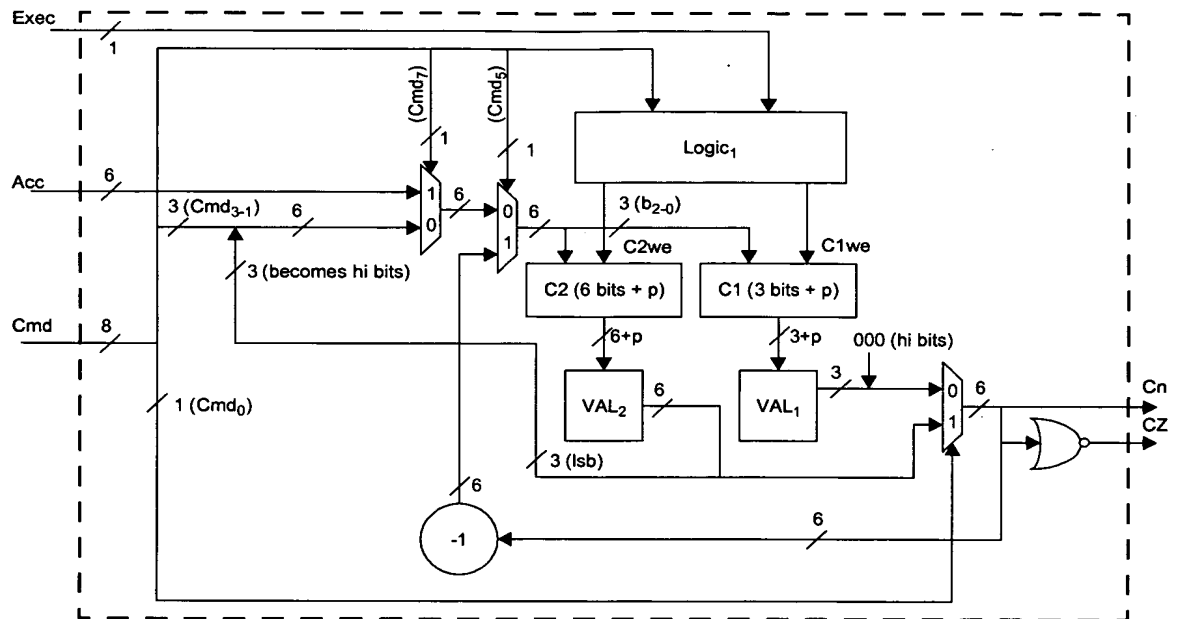 Exec
1
(Cmd7)
1
(Cmd5)
1
Logic1
Acc
6
3 (Cmd3-1)
6
1
0
6
0
1
6
3 (b2-0)
C2we
C1we
3 (becomes hi bits)
C2 (6 bits + p)
C1 (3 bits + p)
Cmd
8
6+p
3+p
000 (hi bits)
VAL2
6
VAL1
3
0
1
6
Cn
CZ
1 (Cmd0)
3 (lsb)
6
-1
6